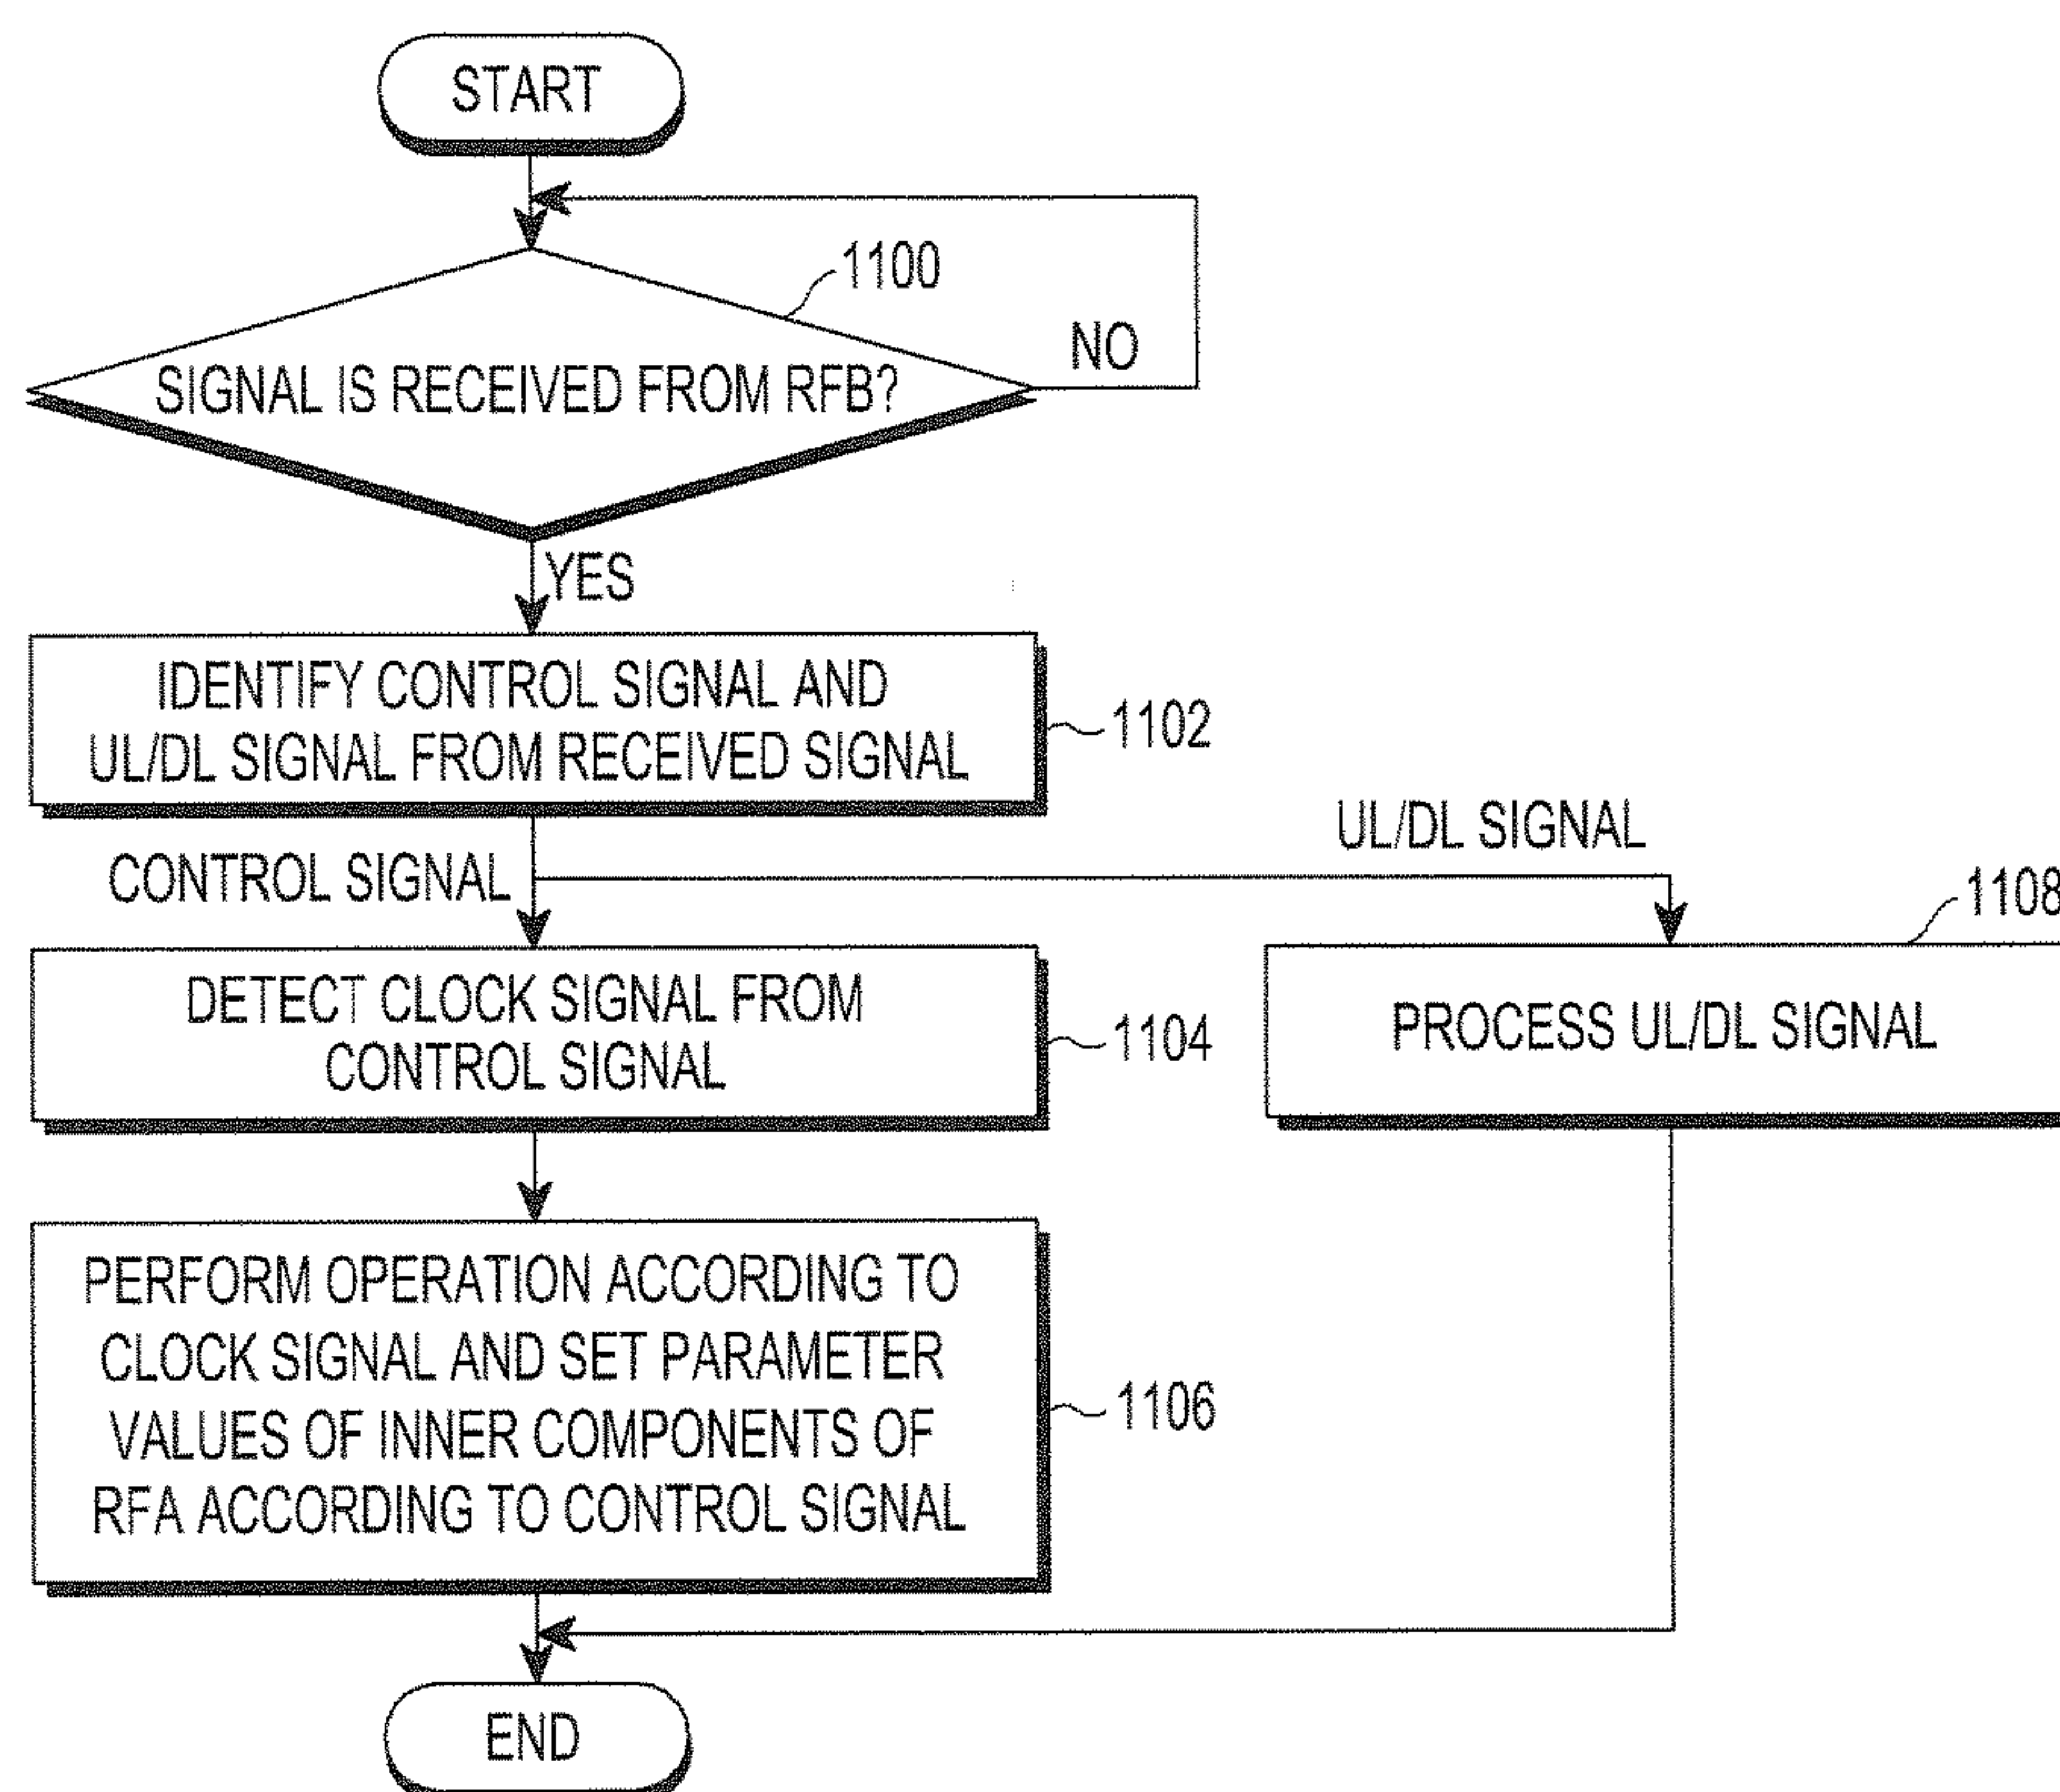 START
1100
SIGNAL IS RECEIVED FROM RFB?
NO
YES
IDENTIFY CONTROL SIGNAL AND
UL/DL SIGNAL FROM RECEIVED SIGNAL
1102
CONTROL SIGNAL
UL/DL SIGNAL
1108
DETECT CLOCK SIGNAL FROM
CONTROL SIGNAL
1104
PROCESS UL/DL SIGNAL
PERFORM OPERATION ACCORDING TO
CLOCK SIGNAL AND SET PARAMETER
VALUES OF INNER COMPONENTS OF
RFA ACCORDING TO CONTROL SIGNAL
1106
END